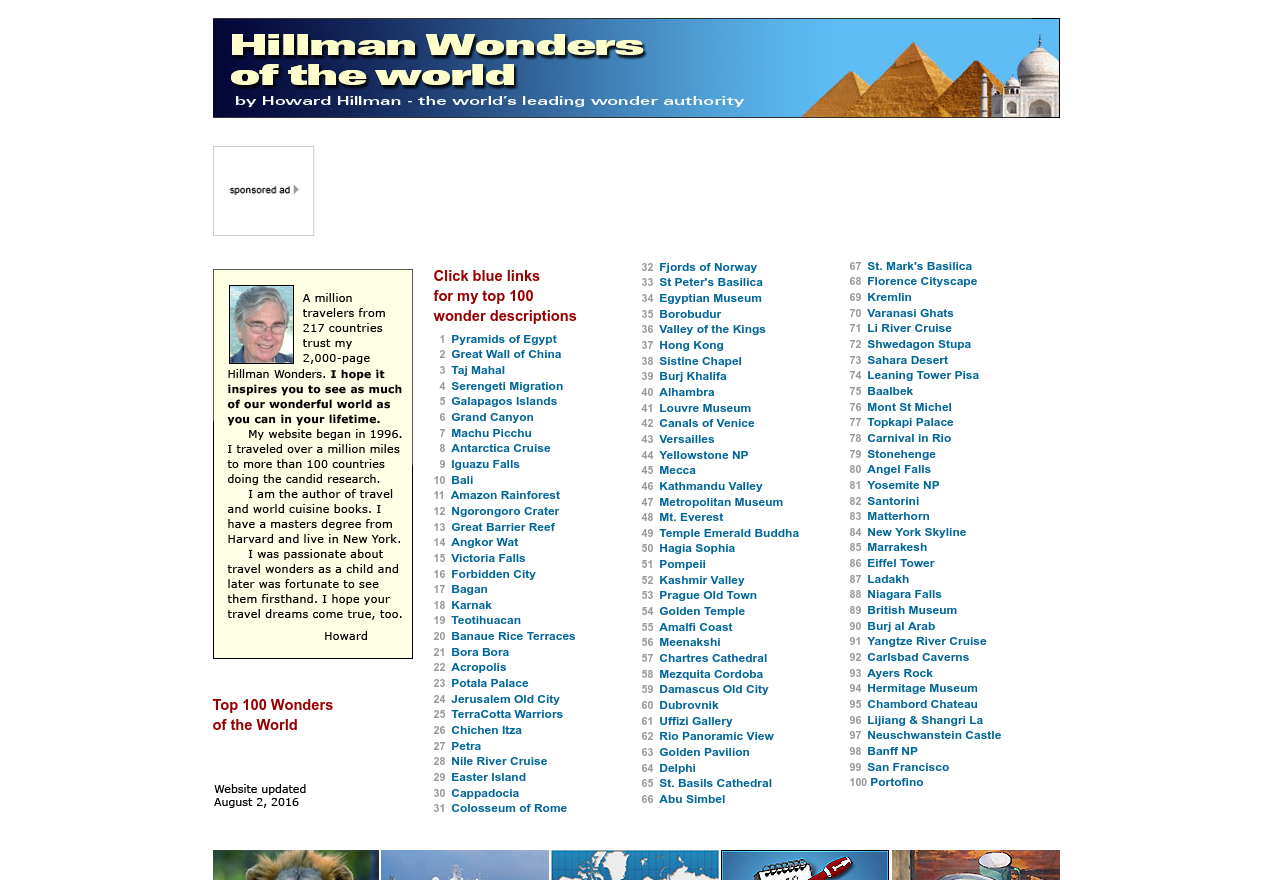 Hillman Wonders
of the world
by Howard Hillman - the world's leading wonder authority
sponsored ad
A million
travelers from
217 countries
trust my
2,000-page
Hillman Wonders. I hope it
inspires you to see as much
of our wonderful world as
you can in your lifetime.
My website began in 1996.
I traveled over a million miles
to more than 100 countries
doing the candid research.
I am the author of travel
and world cuisine books. I
have a masters degree from
Harvard and live in New York.
I was passionate about
travel wonders as a child and
later was fortunate to see
them firsthand. I hope your
travel dreams come true, too.
Howard
Top 100 Wonders
of the World
Website updated
August 2, 2016
Click blue links
for my top 100
wonder descriptions
1 Pyramids of Egypt
2 Great Wall of China
3 Taj Mahal
4 Serengeti Migration
5 Galapagos Islands
6 Grand Canyon
7 Machu Picchu
8 Antarctica Cruise
9 Iguazu Falls
10 Bali
11 Amazon Rainforest
12 Ngorongoro Crater
13 Great Barrier Reef
14 Angkor Wat
15 Victoria Falls
16 Forbidden City
17 Bagan
18 Karnak
19 Teotihuacan
20 Banaue Rice Terraces
21 Bora Bora
22 Acropolis
23 Potala Palace
24 Jerusalem Old City
25 TerraCotta Warriors
26 Chichen Itza
27 Petra
28 Nile River Cruise
29 Easter Island
30 Cappadocia
31 Colosseum of Rome
32 Fjords of Norway
33 St Peter's Basilica
34 Egyptian Museum
35 Borobudur
36 Valley of the Kings
37 Hong Kong
38 Sistine Chapel
39 Burj Khalifa
40 Alhambra
41 Louvre Museum
42 Canals of Venice
43 Versailles
44 Yellowstone NP
45 Mecca
46 Kathmandu Valley
47 Metropolitan Museum
48 Mt. Everest
49 Temple Emerald Buddha
50 Hagia Sophia
51 Pompeii
52 Kashmir Valley
53 Prague Old Town
54 Golden Temple
55 Amalfi Coast
56 Meenakshi
57 Chartres Cathedral
58 Mezquita Cordoba
59 Damascus Old City
60 Dubrovnik
61 Uffizi Gallery
62 Rio Panoramic View
63 Golden Pavilion
64 Delphi
65 St. Basils Cathedral
66 Abu Simbel
67 St. Mark's Basilica
68 Florence Cityscape
69 Kremlin
70 Varanasi Ghats
71 Li River Cruise
72 Shwedagon Stupa
73 Sahara Desert
74 Leaning Tower Pisa
75 Baalbek
76 Mont St Michel
77 Topkapi Palace
78 Carnival in Rio
79 Stonehenge
80 Angel Falls
81 Yosemite NP
82 Santorini
83 Matterhorn
84 New York Skyline
85 Marrakesh
86 Eiffel Tower
87 Ladakh
88 Niagara Falls
89 British Museum
90 Burj al Arab
91 Yangtze River Cruise
92 Carlsbad Caverns
93 Ayers Rock
94 Hermitage Museum
95 Chambord Chateau
96 Lijiang & Shangri La
97 Neuschwanstein Castle
98 Banff NP
99 San Francisco
100 Portofino